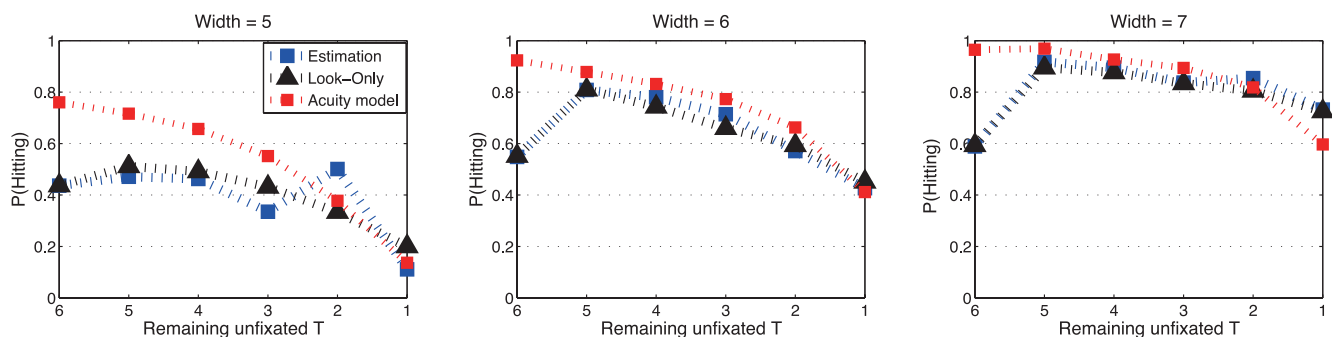 Width = 5
P(Hitting)
1
0.8
0.6
0.4
0.2
0
6 5 4 3 2 1
Remaining unfixated T
Estimation
Look-Only
Acuity model
Width = 6
P(Hitting)
1
0.8
0.6
0.4
0.2
0
6 5 4 3 2 1
Remaining unfixated T
Width = 7
P(Hitting)
1
0.8
0.6
0.4
0.2
0
6 5 4 3 2 1
Remaining unfixated T